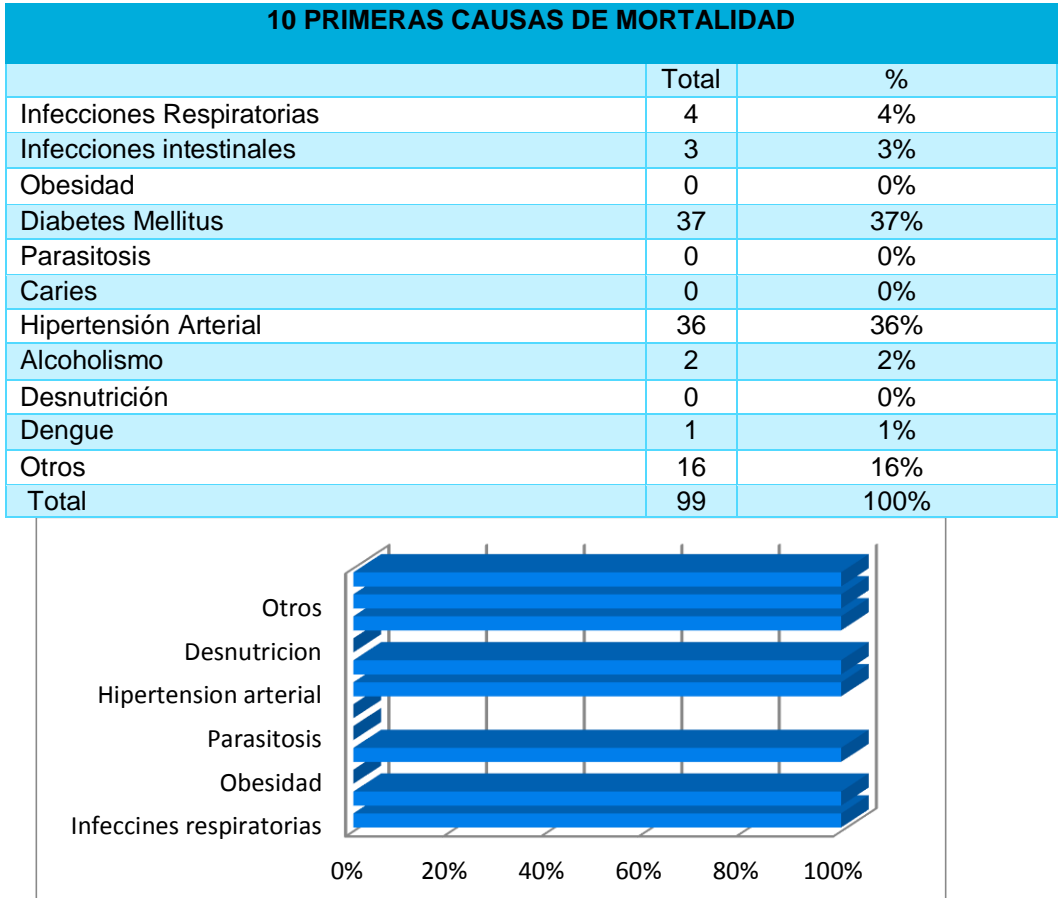 10 PRIMERAS CAUSAS DE MORTALIDAD
Total %
Infecciones Respiratorias 4 4%
Infecciones intestinales 3 3%
Obesidad 0 0%
Diabetes Mellitus 37 37%
Parasitosis 0 0%
Caries 0 0%
Hipertensión Arterial 36 36%
Alcoholismo 2 2%
Desnutrición 0 0%
Dengue 1 1%
Otros 16 16%
Total 99 100%
Otros
Desnutricion
Hipertension arterial
Parasitosis
Obesidad
Infeccines respiratorias
0% 20% 40% 60% 80% 100%